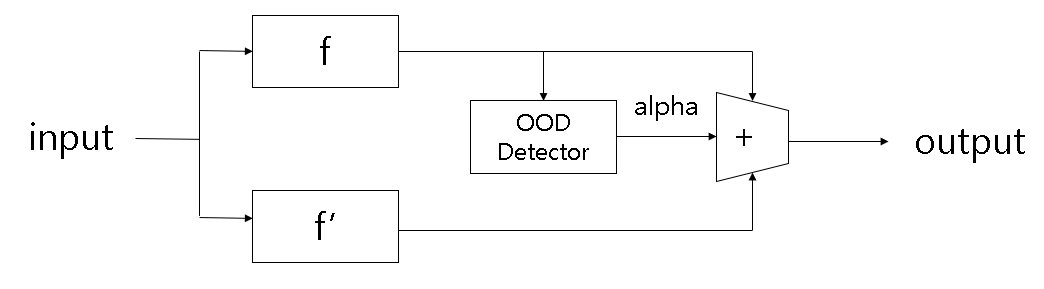 f
input
OOD
Detector
alpha
+
output
f′